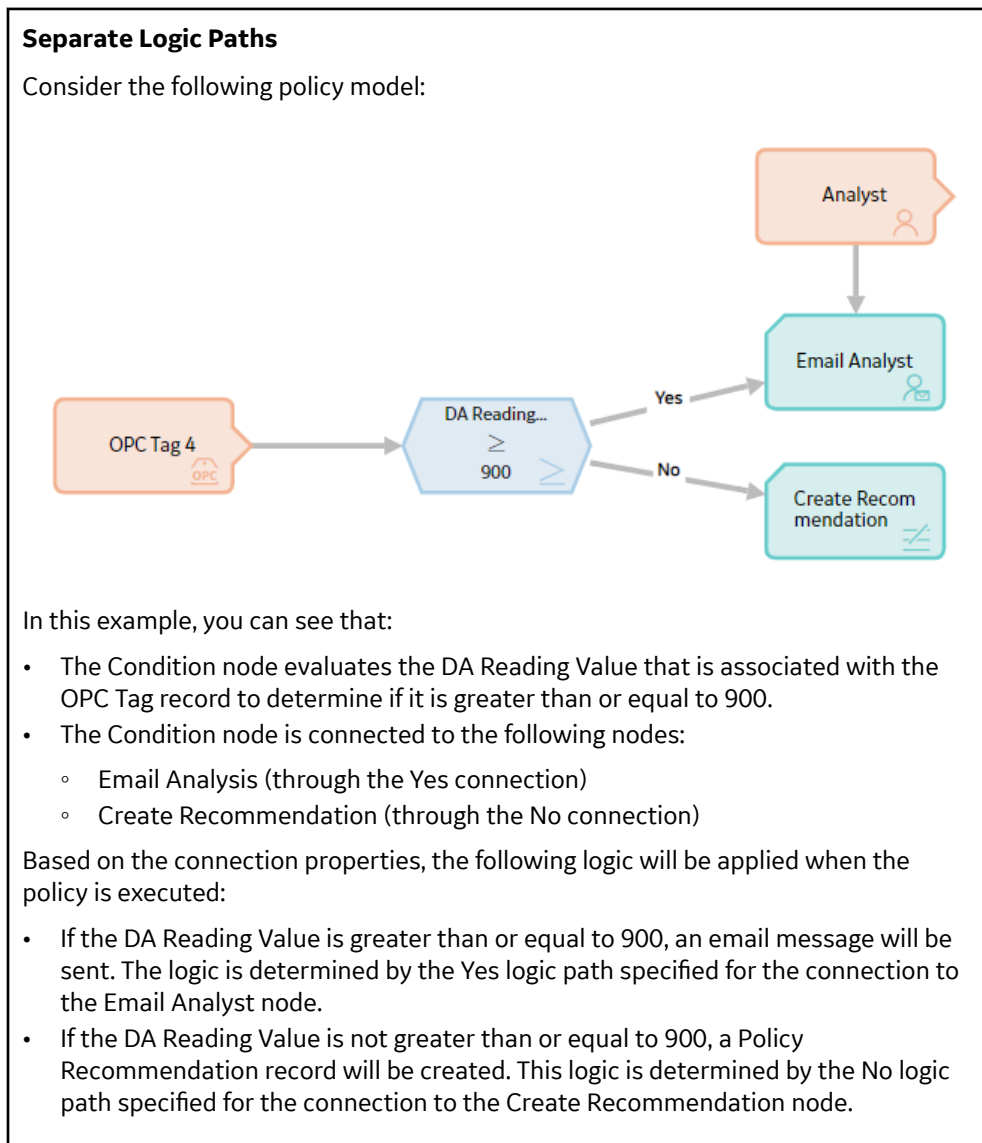 Separate Logic Paths
Consider the following policy model:
Analyst
Email Analyst
Yes
DA Reading...
≥
900
OPC Tag 4
OPC
No
Create Recom
mendation
In this example, you can see that:
• The Condition node evaluates the DA Reading Value that is associated with the
OPC Tag record to determine if it is greater than or equal to 900.
• The Condition node is connected to the following nodes:
◦ Email Analysis (through the Yes connection)
◦ Create Recommendation (through the No connection)
Based on the connection properties, the following logic will be applied when the
policy is executed:
• If the DA Reading Value is greater than or equal to 900, an email message will be
sent. The logic is determined by the Yes logic path specified for the connection to
the Email Analyst node.
• If the DA Reading Value is not greater than or equal to 900, a Policy
Recommendation record will be created. This logic is determined by the No logic
path specified for the connection to the Create Recommendation node.